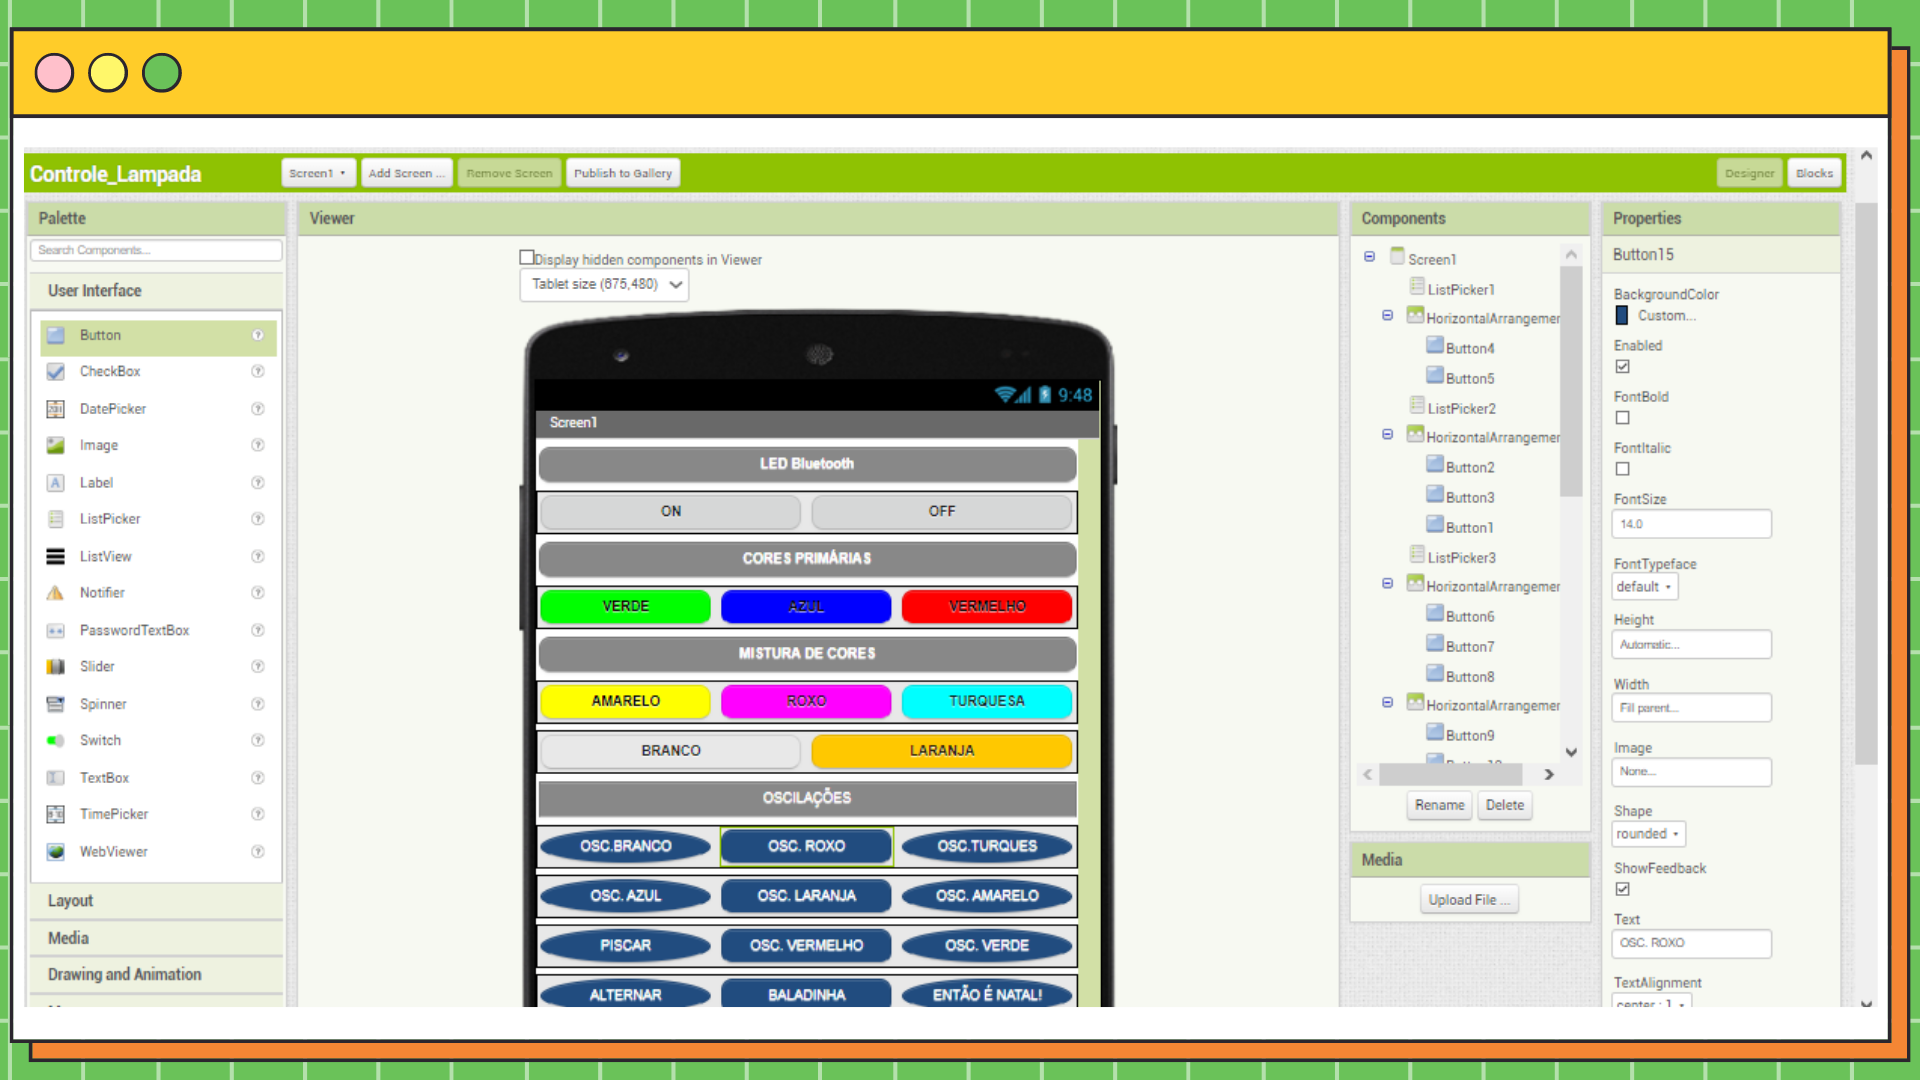 Controle_Lampada
Screen1
Add Screen ...
Remove Screen
Publish to Gallery
Designer
Blocks
Palette
Search Components...
User Interface
Button
CheckBox
DatePicker
Image
Label
ListPicker
ListView
Notifier
PasswordTextBox
Slider
Spinner
Switch
TextBox
TimePicker
WebViewer
Layout
Media
Drawing and Animation
Viewer
Display hidden components in Viewer
Tablet size (675,480)
9:48
Screen1
LED Bluetooth
ON
OFF
CORES PRIMÁRIAS
VERDE
AZUL
VERMELHO
MISTURA DE CORES
AMARELO
ROXO
TURQUESA
BRANCO
LARANJA
OSCILAÇÕES
OSC.BRANCO
OSC. ROXO
OSC.TURQUES
OSC. AZUL
OSC. LARANJA
OSC. AMARELO
PISCAR
OSC. VERMELHO
OSC. VERDE
ALTERNAR
BALADINHA
ENTÃO É NATAL!
Components
Screen1
ListPicker1
HorizontalArrangemer
Button4
Button5
ListPicker2
HorizontalArrangemer
Button2
Button3
Button1
ListPicker3
HorizontalArrangemer
Button6
Button7
Button8
HorizontalArrangemer
Button9
Rename
Delete
Media
Upload File ...
Properties
Button15
BackgroundColor
Custom...
Enabled
FontBold
FontItalic
FontSize
14.0
FontTypeface
default
Height
Automatic...
Width
Fill parent...
Image
None...
Shape
rounded
ShowFeedback
Text
OSC. ROXO
TextAlignment
center : 1